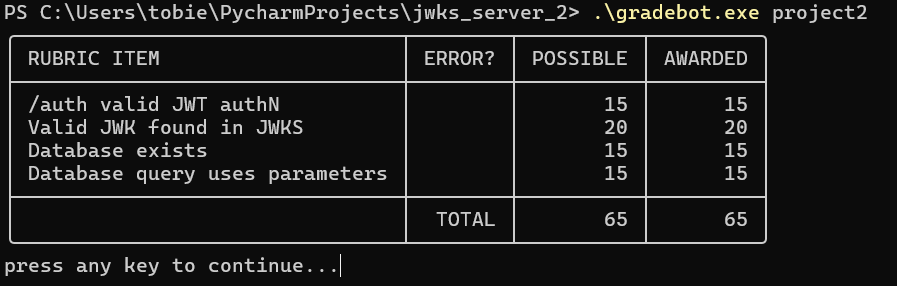 PS C:\Users\tobie\PycharmProjects\jwks_server_2> .\gradebot.exe project2
RUBRIC ITEM ERROR? POSSIBLE AWARDED
/auth valid JWT authN 15 15
Valid JWK found in JWKS 20 20
Database exists 15 15
Database query uses parameters 15 15
TOTAL 65 65
press any key to continue...